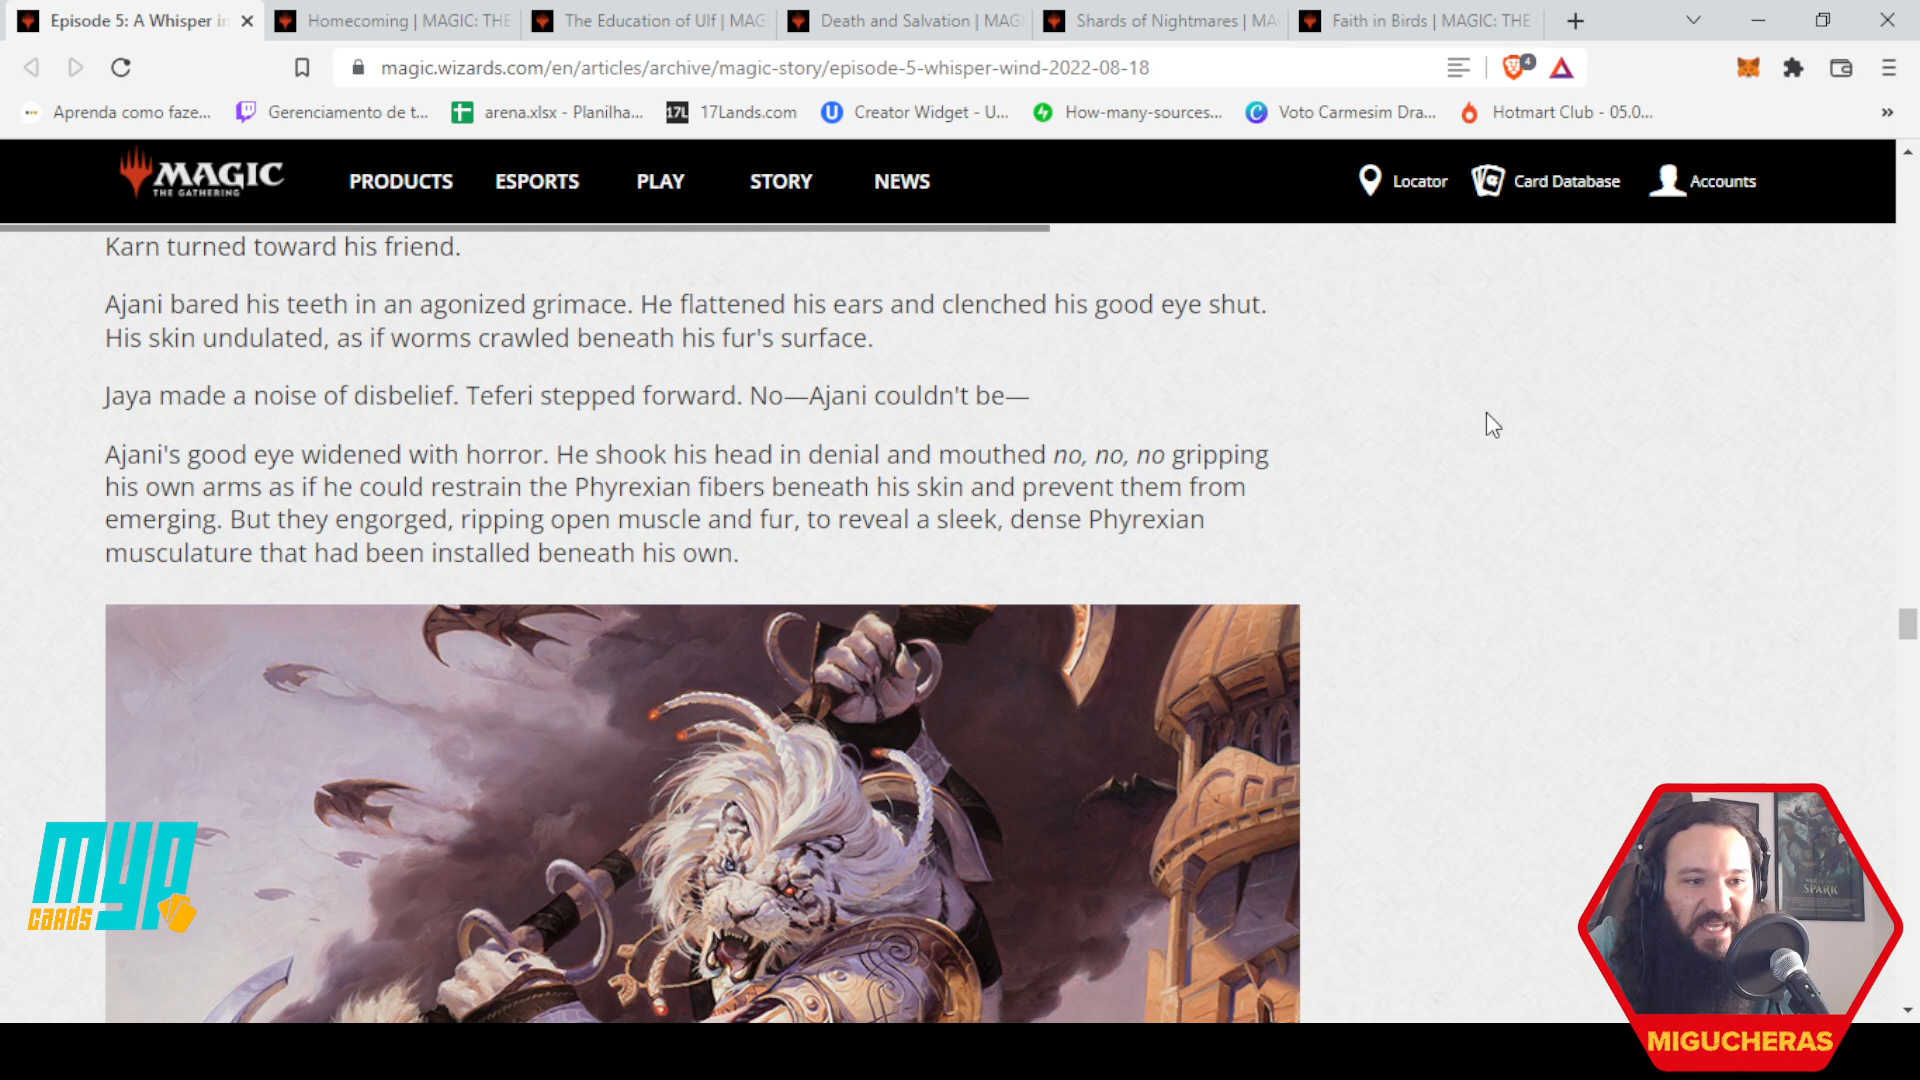 Episode 5: A Whisper in
Homecoming | MAGIC: THE
The Education of Ulf | MAG
Death and Salvation | MAG
Shards of Nightmares | MA
Faith in Birds | MAGIC: THE
magic.wizards.com/en/articles/archive/magic-story/episode-5-whisper-wind-2022-08-18
4
Aprenda como faze...
Gerenciamento de t...
arena.xlsx - Planilha...
17L
17Lands.com
U
Creator Widget - U...
How-many-sources...
C
Voto Carmesim Dra...
Hotmart Club - 05.0...
»
MAGIC
THE GATHERING
PRODUCTS
ESPORTS
PLAY
STORY
NEWS
Locator
Card Database
Accounts
Karn turned toward his friend.
Ajani bared his teeth in an agonized grimace. He flattened his ears and clenched his good eye shut.
His skin undulated, as if worms crawled beneath his fur's surface.
Jaya made a noise of disbelief. Teferi stepped forward. No—Ajani couldn't be—
Ajani's good eye widened with horror. He shook his head in denial and mouthed no, no, no gripping
his own arms as if he could restrain the Phyrexian fibers beneath his skin and prevent them from
emerging. But they engorged, ripping open muscle and fur, to reveal a sleek, dense Phyrexian
musculature that had been installed beneath his own.
myp
cards
SPARK
MIGUCHERAS